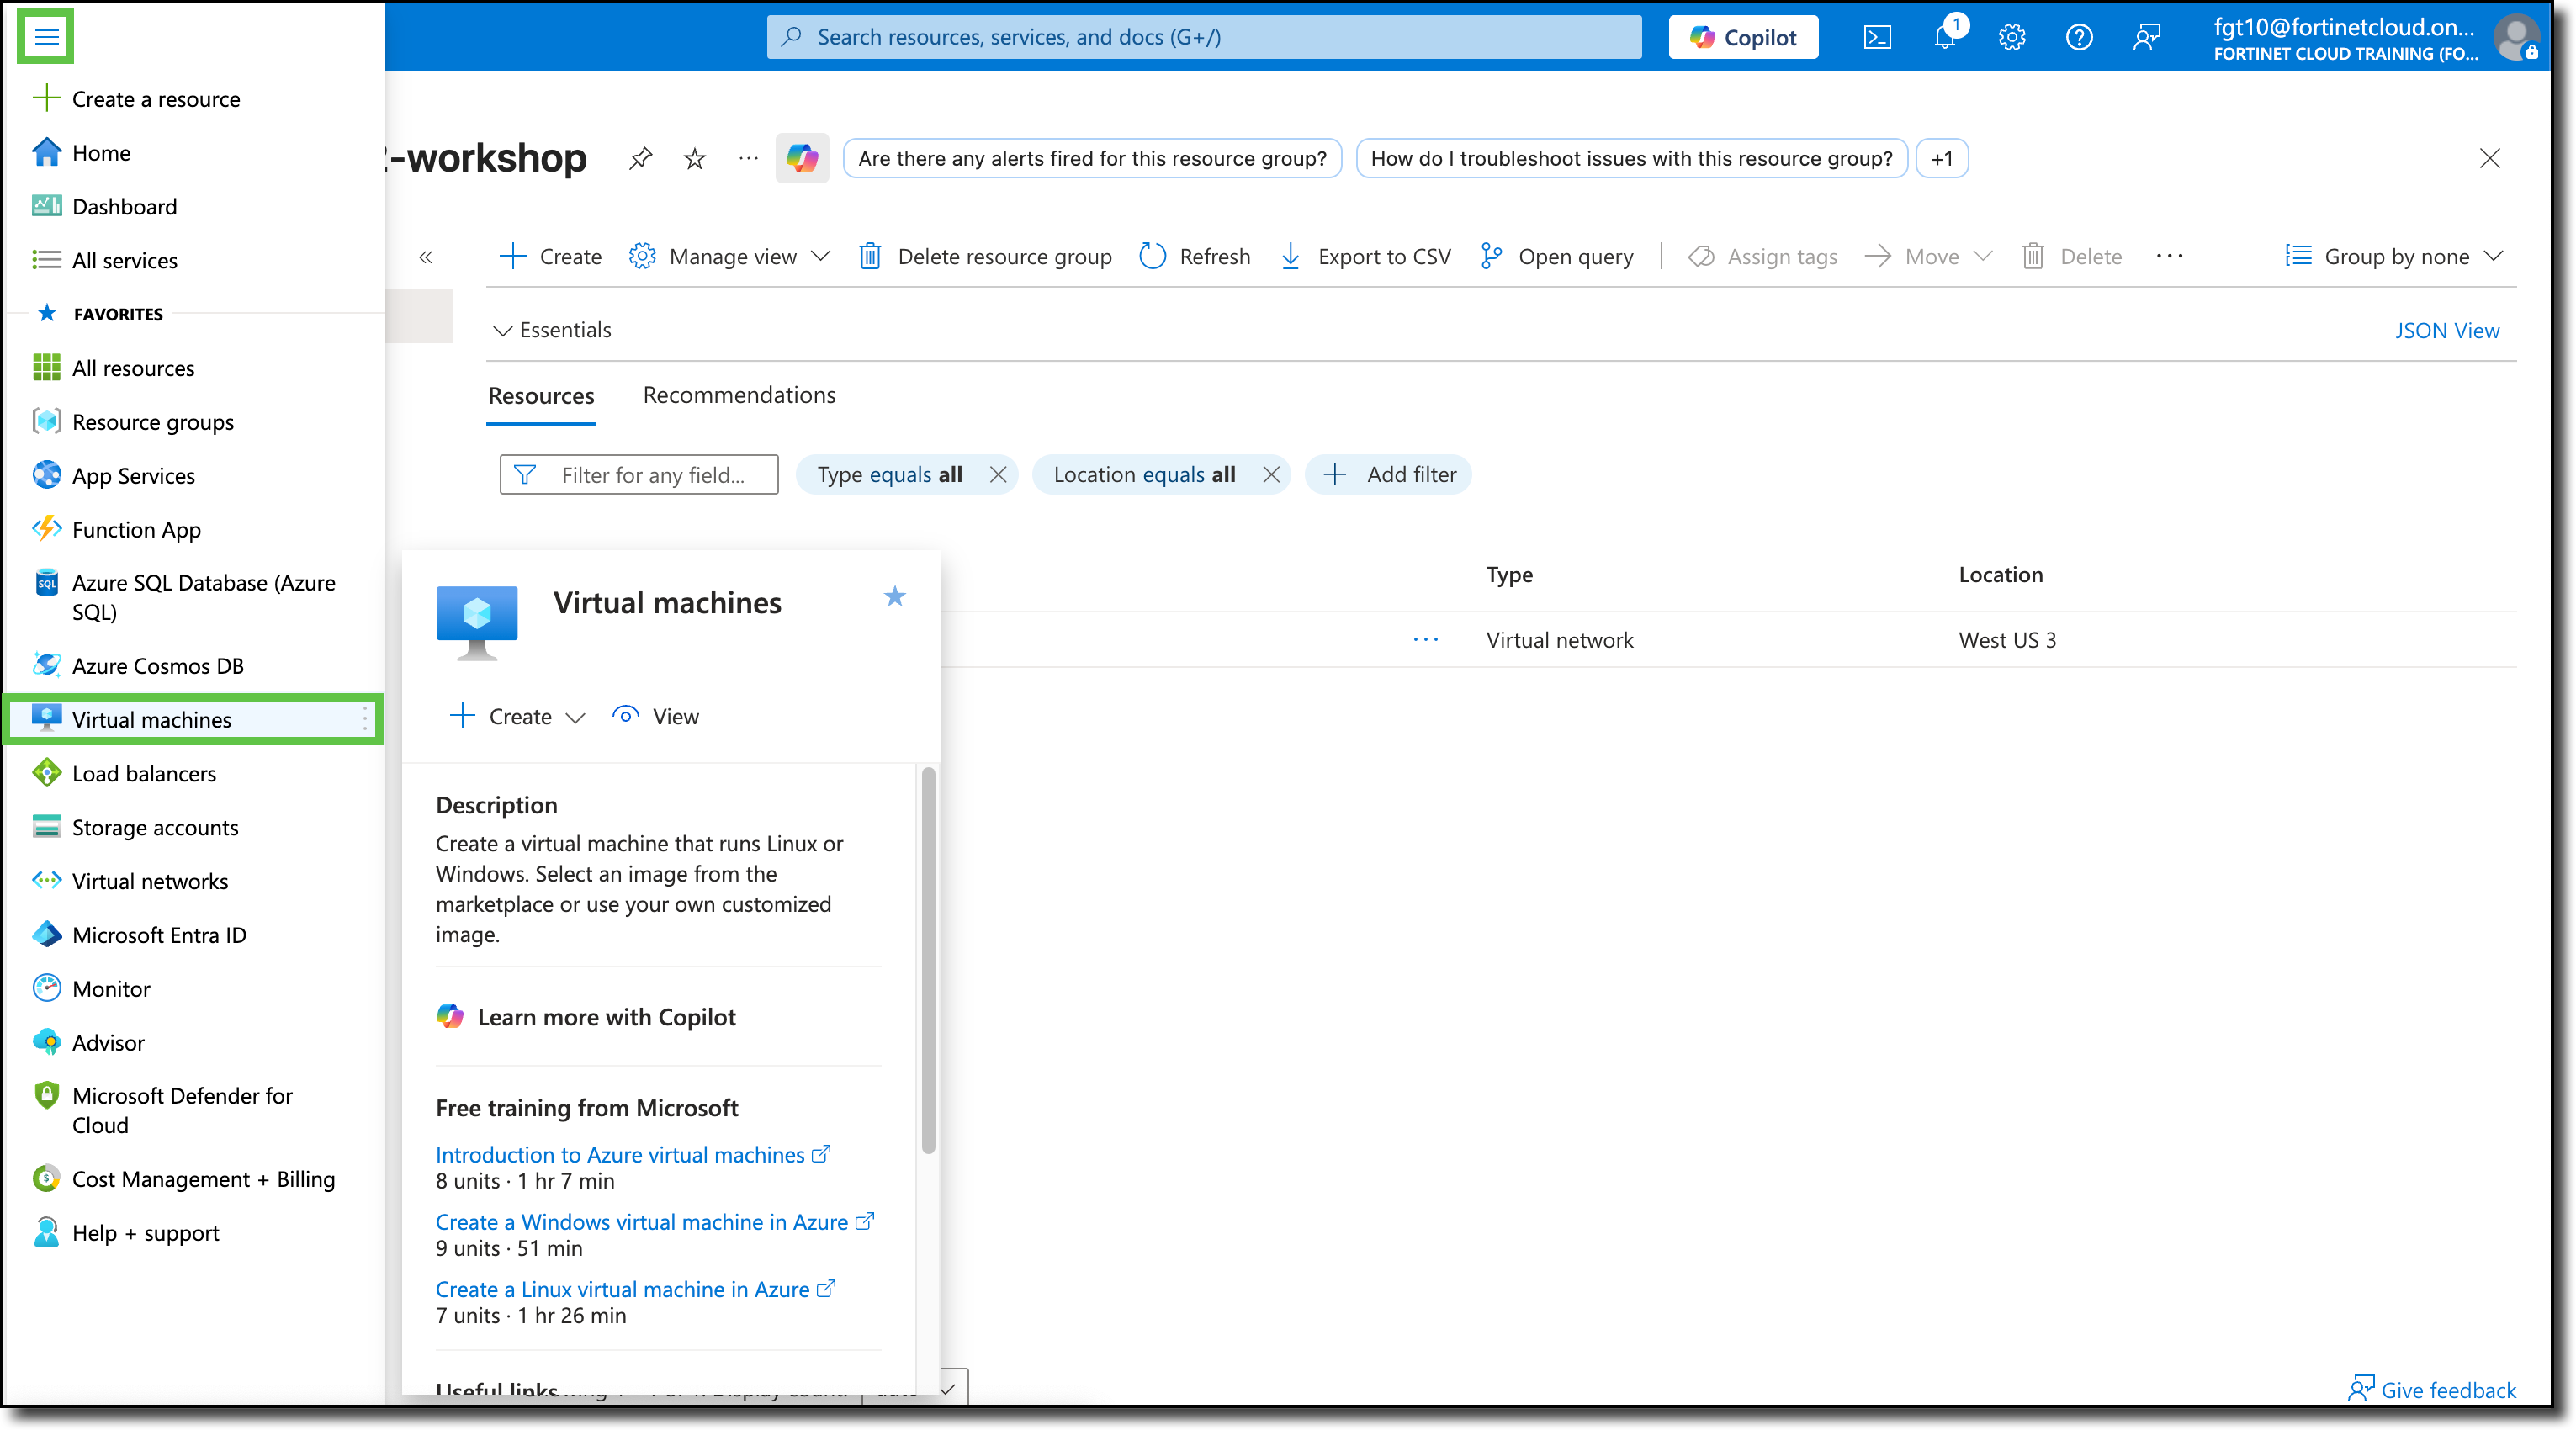 Search resources, services, and docs (G+/)
Copilot
1
fgt10@fortinetcloud.on...
FORTINET CLOUD TRAINING (FO...
Create a resource
Home
Dashboard
All services
FAVORITES
All resources
Resource groups
App Services
Function App
SQL
Azure SQL Database (Azure
SQL)
Azure Cosmos DB
Virtual machines
Load balancers
Storage accounts
Virtual networks
Microsoft Entra ID
Monitor
Advisor
Microsoft Defender for
Cloud
Cost Management + Billing
Help + support
-workshop
Are there any alerts fired for this resource group?
How do I troubleshoot issues with this resource group?
+1
Create
Manage view
Delete resource group
Refresh
Export to CSV
Open query
Assign tags
Move
Delete
Group by none
Essentials
JSON View
Resources
Recommendations
Filter for any field...
Type equals all
Location equals all
Add filter
Type
Location
Virtual network
West US 3
Virtual machines
Create
View
Description
Create a virtual machine that runs Linux or
Windows. Select an image from the
marketplace or use your own customized
image.
Learn more with Copilot
Free training from Microsoft
Introduction to Azure virtual machines
8 units · 1 hr 7 min
Create a Windows virtual machine in Azure
9 units · 51 min
Create a Linux virtual machine in Azure
7 units · 1 hr 26 min
Useful links
Give feedback